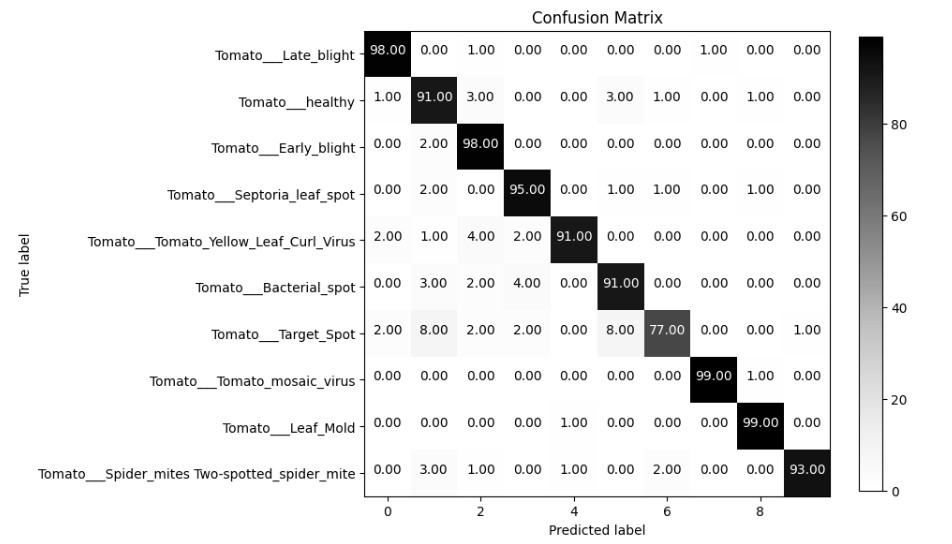 Confusion Matrix
Tomato___Late_blight 98.00 0.00 1.00 0.00 0.00 0.00 0.00 1.00 0.00 0.00
Tomato___healthy 1.00 91.00 3.00 0.00 0.00 3.00 1.00 0.00 1.00 0.00
80
Tomato___Early_blight 0.00 2.00 98.00 0.00 0.00 0.00 0.00 0.00 0.00 0.00
Tomato___Septoria_leaf_spot 0.00 2.00 0.00 95.00 0.00 1.00 1.00 0.00 1.00 0.00
60
True label
Tomato___Tomato_Yellow_Leaf_Curl_Virus 2.00 1.00 4.00 2.00 91.00 0.00 0.00 0.00 0.00 0.00
Tomato___Bacterial_spot 0.00 3.00 2.00 4.00 0.00 91.00 0.00 0.00 0.00 0.00
40
Tomato___Target_Spot 2.00 8.00 2.00 2.00 0.00 8.00 77.00 0.00 0.00 1.00
Tomato___Tomato_mosaic_virus 0.00 0.00 0.00 0.00 0.00 0.00 0.00 99.00 1.00 0.00
20
Tomato___Leaf_Mold 0.00 0.00 0.00 0.00 1.00 0.00 0.00 0.00 99.00 0.00
Tomato___Spider_mites Two-spotted_spider_mite 0.00 3.00 1.00 0.00 1.00 0.00 2.00 0.00 0.00 93.00
0
0 2 4 6 8
Predicted label